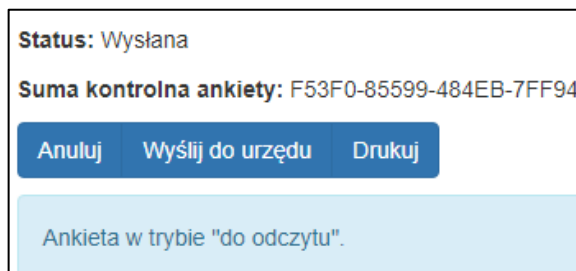 Status: Wysłana
Suma kontrolna ankiety: F53F0-85599-484EB-7FF94
Anuluj Wyślij do urzędu Drukuj
Ankieta w trybie "do odczytu".